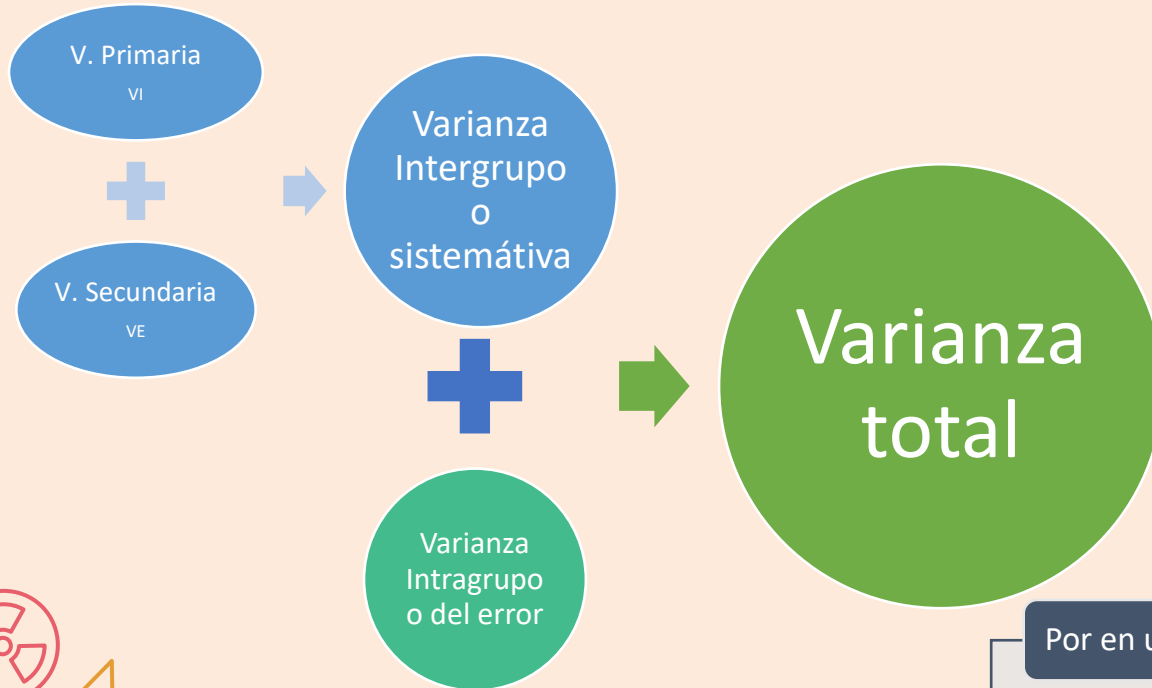 V. Primaria
VI
V. Secundaria
VE
Varianza
Intergrupo
o
sistemátiva
Varianza
Intragrupo
o del error
Varianza
total
Por en u